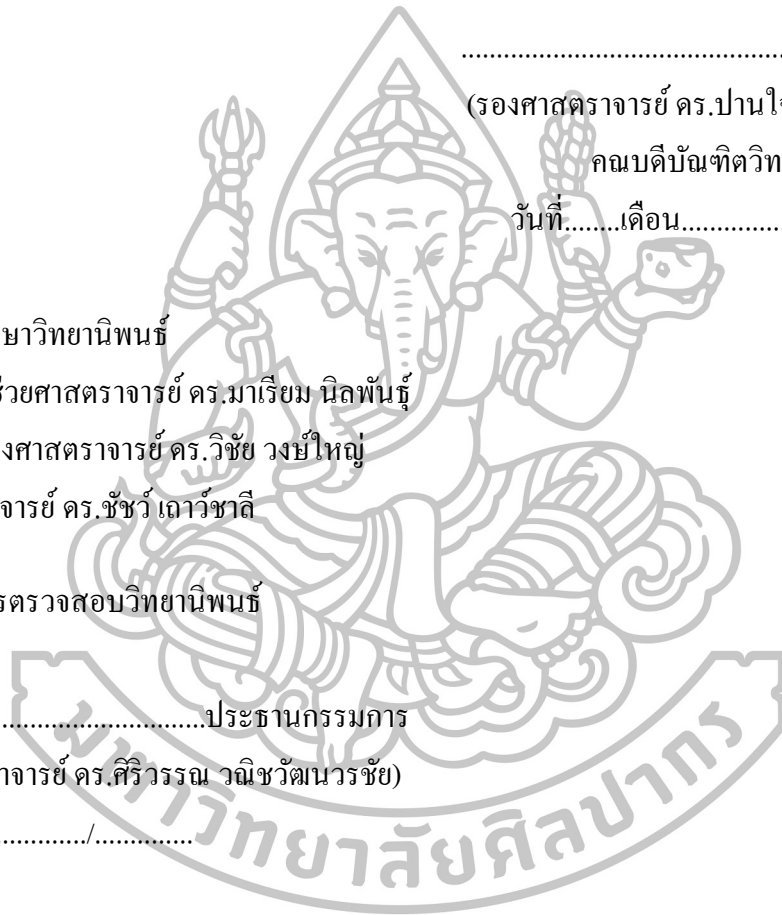 ........................................
(รองศาสตราจารย์ ดร.ปานใจ
คณบดีบัณฑิตวิท
วันที่........เดือน...............
ษาวิทยานิพนธ์
ช่วยศาสตราจารย์ ดร.มาเรียม นิลพันธุ์
งศาสตราจารย์ ดร.วิชัย วงษ์ใหญ่
จารย์ ดร.ชัชว์ เถาว์ชาลี
รตรวจสอบวิทยานิพนธ์
..............................ประธานกรรมการ
าจารย์ ดร.ศิริวรรณ วณิชวัฒนวรชัย)
............/..............
มหาวิทยาลัยศิลปากร